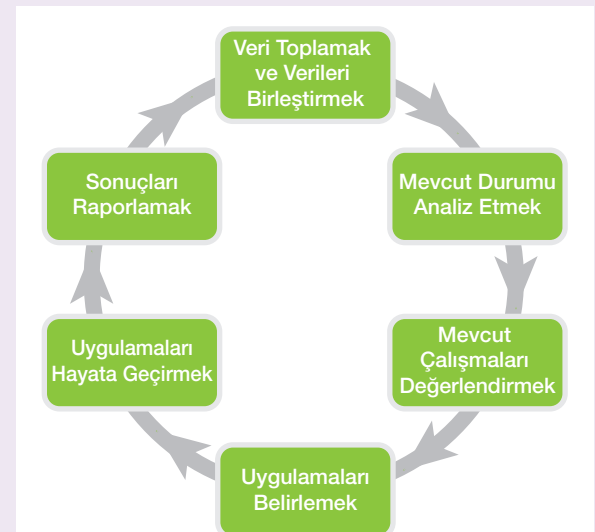 Veri Toplamak
ve Verileri
Birleştirmek
Mevcut Durumu
Analiz Etmek
Mevcut
Çalışmaları
Değerlendirmek
Uygulamaları
Belirlemek
Uygulamaları
Hayata Geçirmek
Sonuçları
Raporlamak